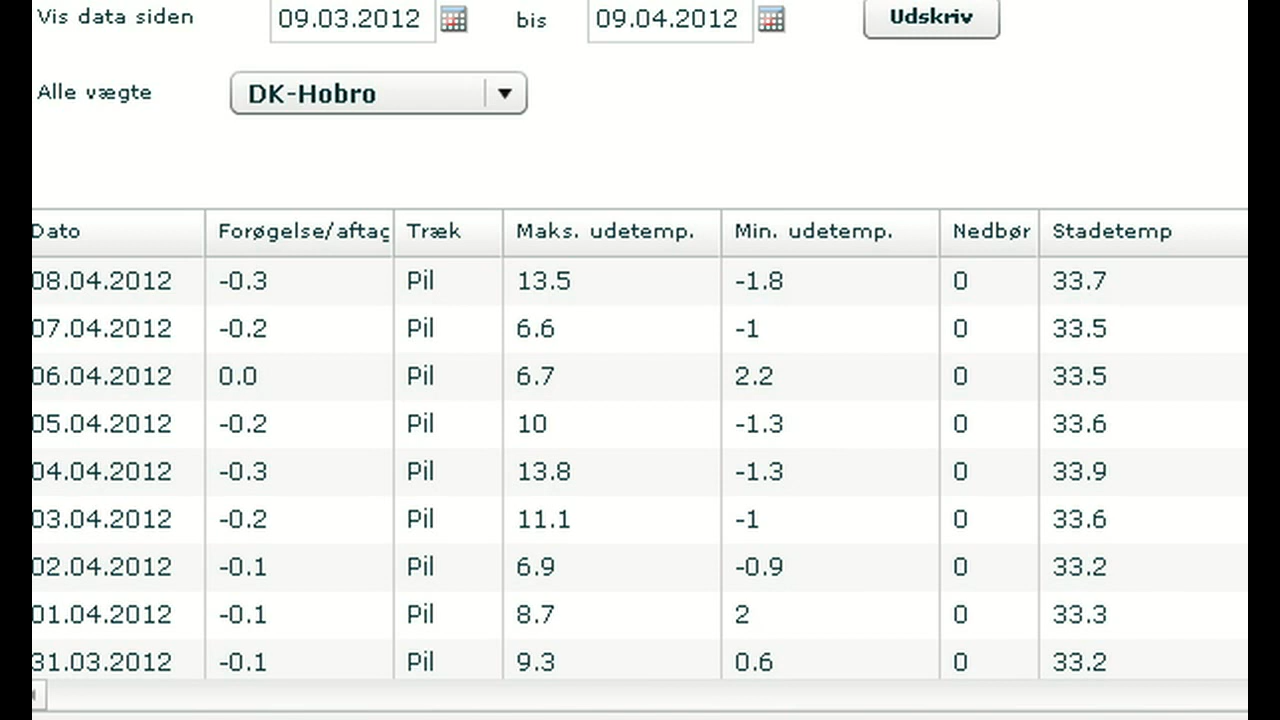 Vis data siden 09.03.2012 bis 09.04.2012 Udskriv
Alle vægte DK-Hobro
Dato Forøgelse/aftag Træk Maks. udetemp. Min. udetemp. Nedbør Stadetemp
08.04.2012 -0.3 Pil 13.5 -1.8 0 33.7
07.04.2012 -0.2 Pil 6.6 -1 0 33.5
06.04.2012 0.0 Pil 6.7 2.2 0 33.5
05.04.2012 -0.2 Pil 10 -1.3 0 33.6
04.04.2012 -0.3 Pil 13.8 -1.3 0 33.9
03.04.2012 -0.2 Pil 11.1 -1 0 33.6
02.04.2012 -0.1 Pil 6.9 -0.9 0 33.2
01.04.2012 -0.1 Pil 8.7 2 0 33.3
31.03.2012 -0.1 Pil 9.3 0.6 0 33.2